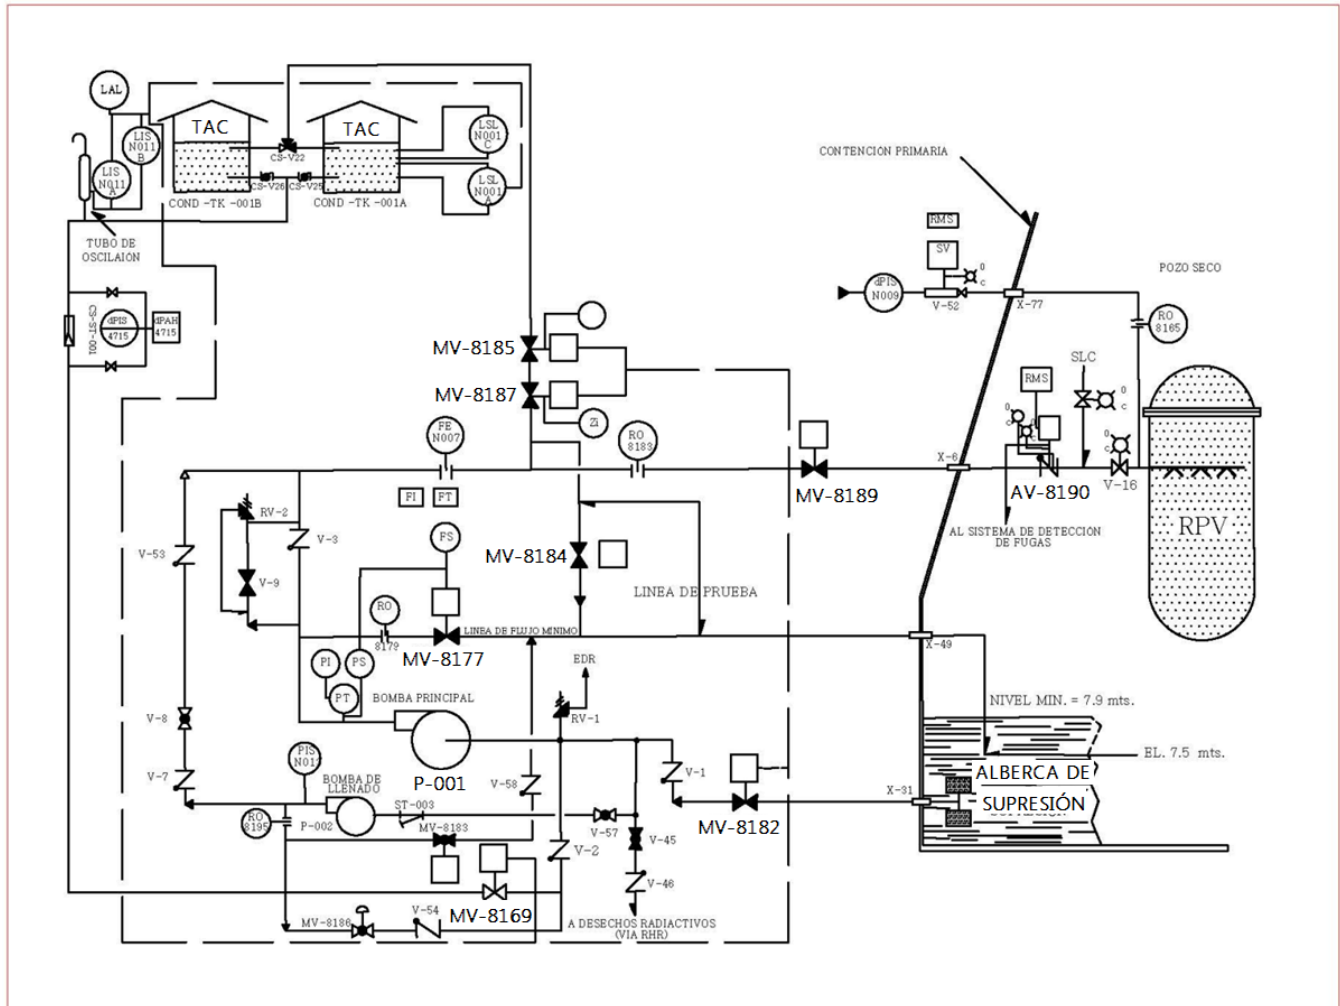 LAL
LIS
N011
B
LIS
N011
A
TAC
TAC
CS-V22
CS-V26
CS-V25
COND -TK -001B
COND -TK -001A
LSL
N001
C
LSL
N001
A
TUBO DE
OSCILAIÓN
CS-ST-001
dPIS
4715
dPAH
4715
CONTENCIÓN PRIMARIA
RMS
SV
O
C
dPIS
N009
V-52
X-77
POZO SECO
RO
8165
MV-8185
MV-8187
Zi
FE
N007
RO
8183
FI
FT
SLC
RMS
O
C
O
C
O
C
X-6
MV-8189
AV-8190
V-16
AL SISTEMA DE DETECCION
DE FUGAS
RPV
RV-2
V-3
V-53
V-9
FS
MV-8184
LINEA DE PRUEBA
RO
8179
LINEA DE FLUJO MINIMO
MV-8177
X-49
PI
PS
PT
BOMBA PRINCIPAL
EDR
RV-1
NIVEL MIN. = 7.9 mts.
V-8
P-001
EL. 7.5 mts.
PIS
V-7
BOMBA DE
LLENADO
V-58
V-1
ALBERCA DE
SUPRESIÓN
X-31
ST-003
RO
8195
P-002
MV-8183
V-57
MV-8182
V-45
V-2
V-46
MV-8186
V-54
MV-8169
A DESECHOS RADIACTIVOS
(VIA RHR)